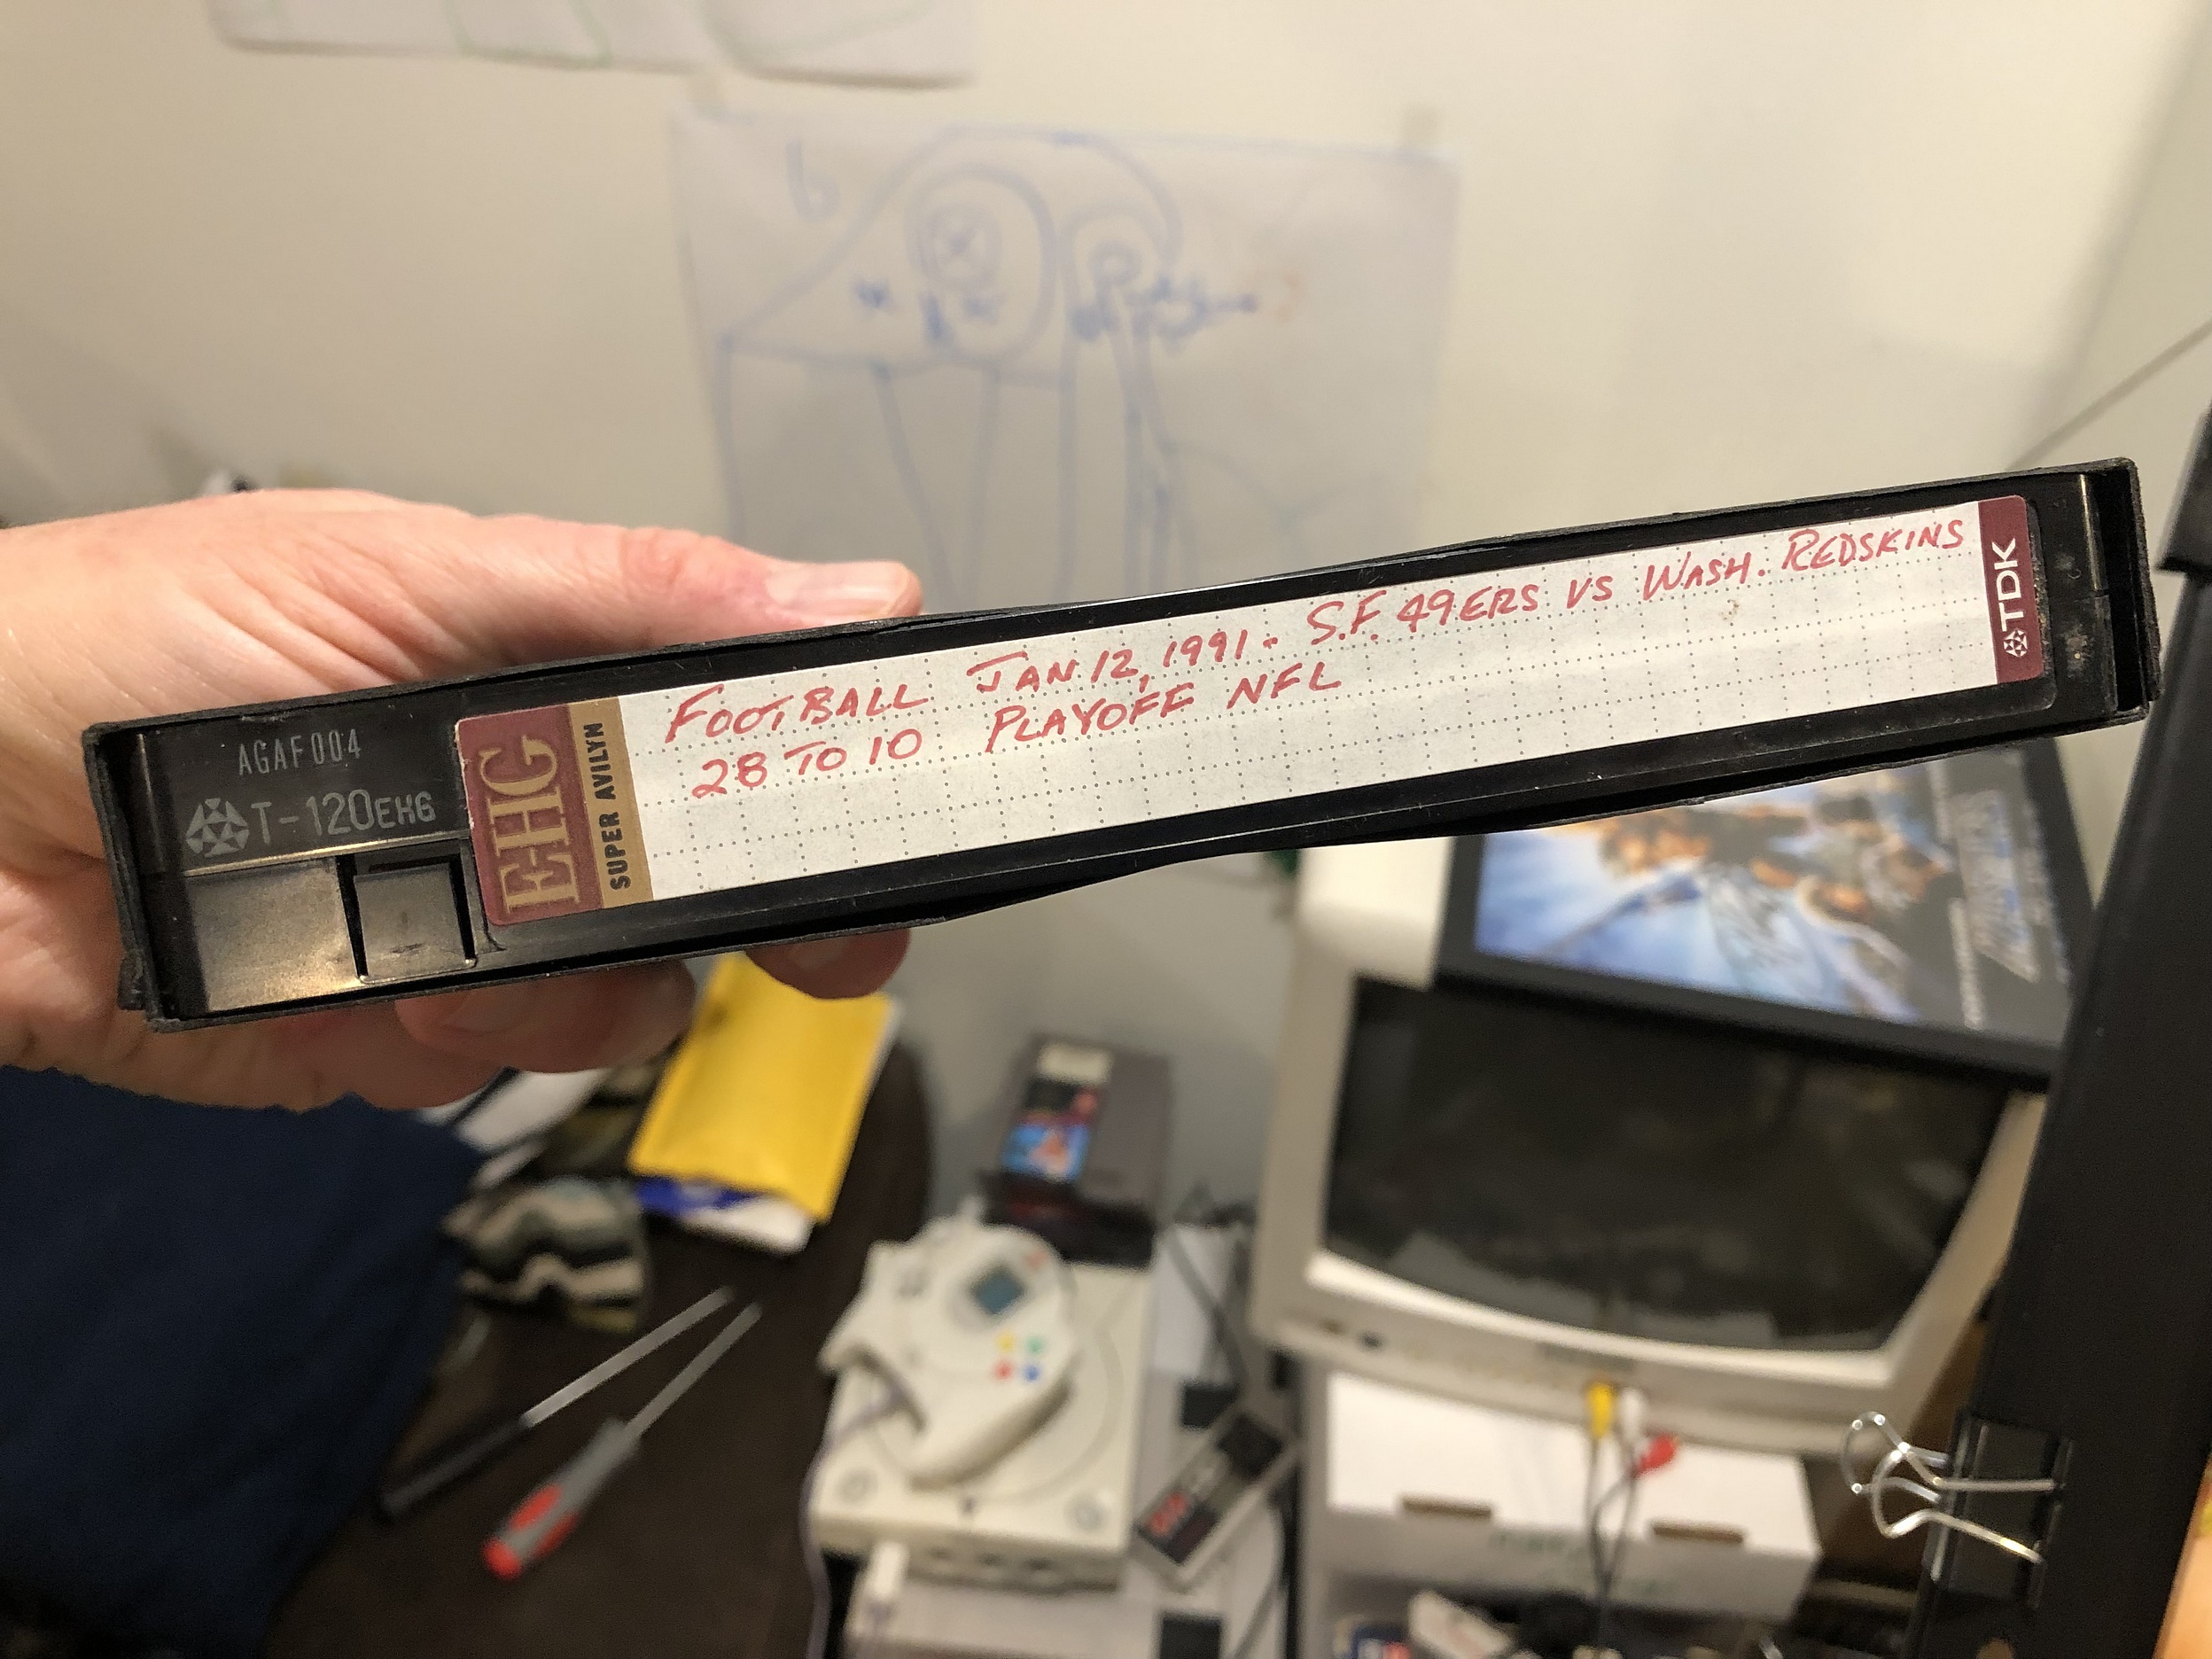 AGAF004
T-120EHG
EHG
SUPER AVILYN
FOOTBALL JAN 12, 1991 - S.F. 49ERS VS WASH. REDSKINS
28 TO 10 PLAYOFF NFL
TDK